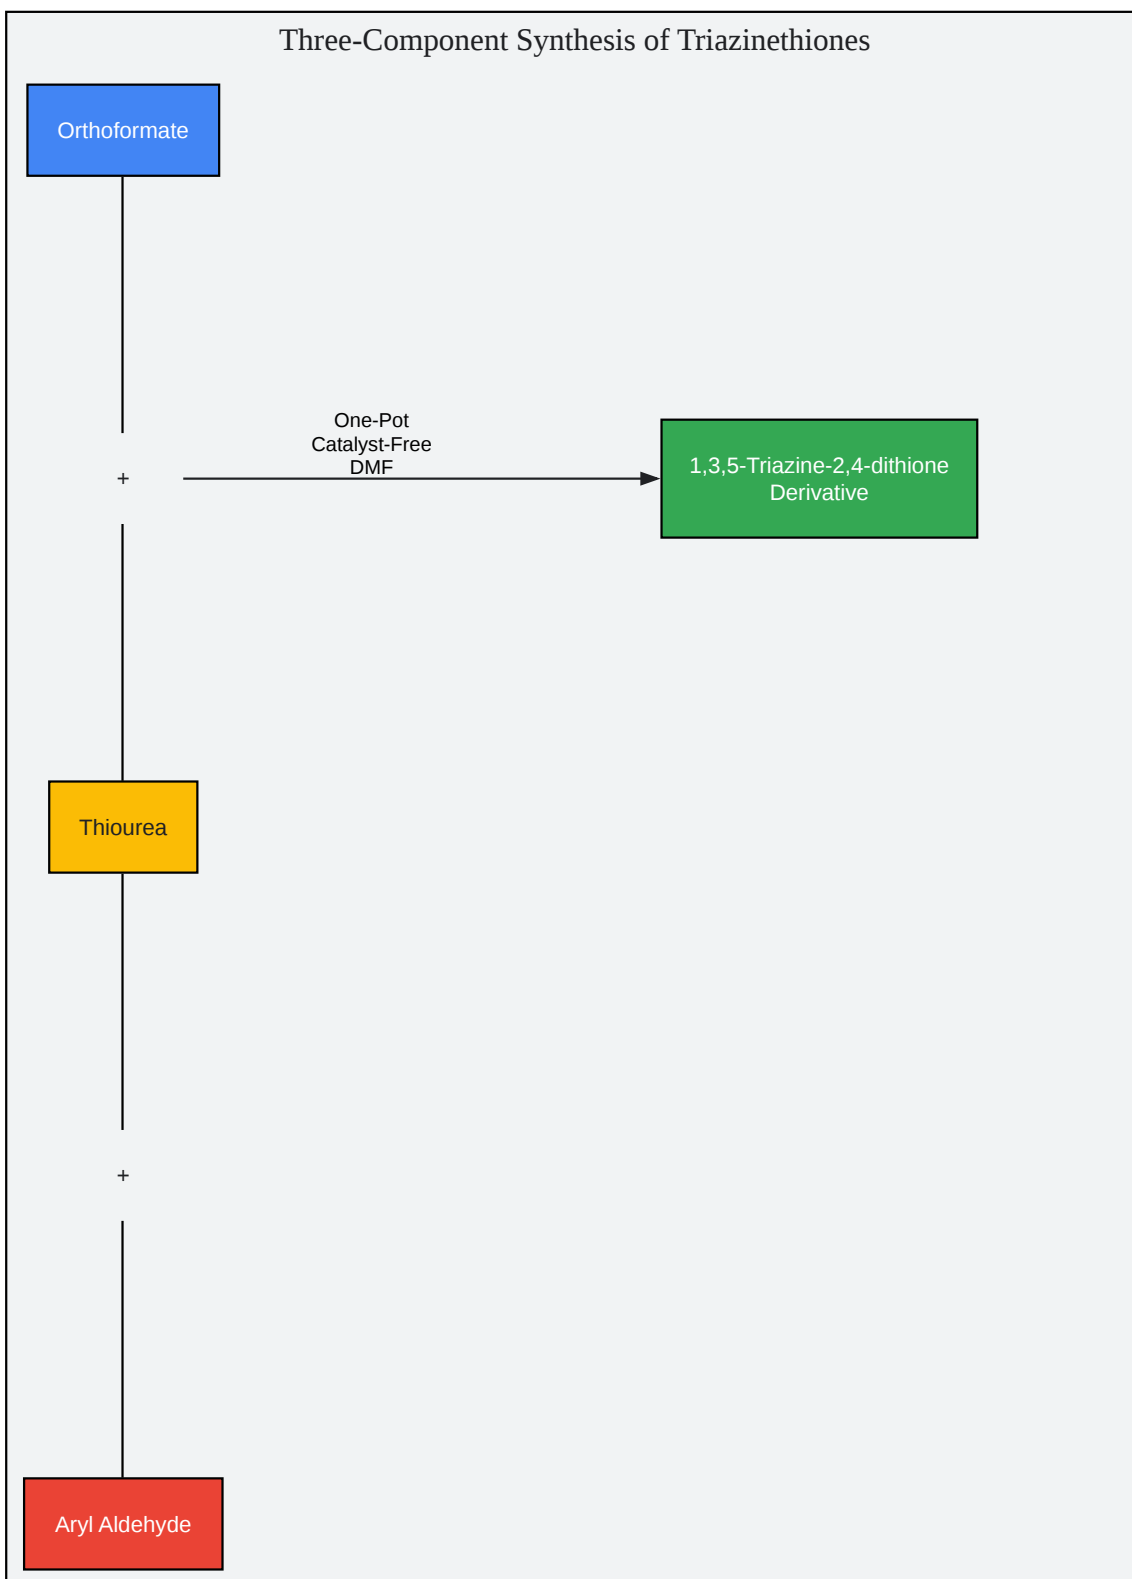 Three-Component Synthesis of Triazinethiones
Orthoformate
One-Pot
Catalyst-Free
DMF
+
1,3,5-Triazine-2,4-dithione
Derivative
Thiourea
+
Aryl Aldehyde